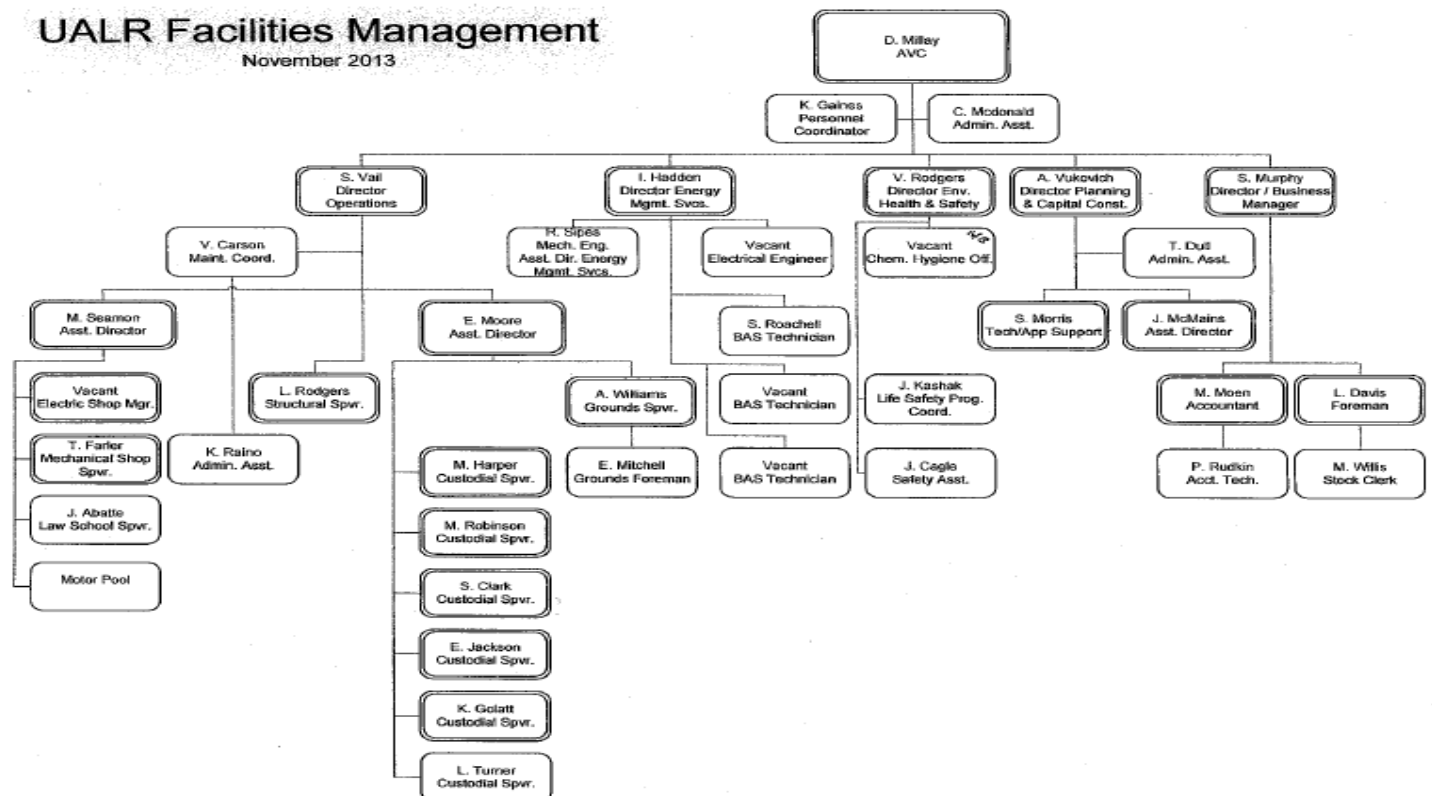 UALR Facilities Management
November 2013
D. Millay
AVC
K. Gaines
Personnel
Coordinator
C. Mcdonald
Admin. Asst.
S. Vail
Director
Operations
I. Hadden
Director Energy
Mgmt. Svcs.
V. Rodgers
Director Env.
Health & Safety
A. Vukovich
Director Planning
& Capital Const.
S. Murphy
Director / Business
Manager
V. Carson
Maint. Coord.
R. Sipes
Mech. Eng.
Asst. Dir. Energy
Mgmt. Svcs.
Vacant
Electrical Engineer
Vacant
Chem. Hygiene Off.
T. Dull
Admin. Asst.
M. Seamon
Asst. Director
E. Moore
Asst. Director
S. Roachell
BAS Technician
S. Morris
Tech/App Support
J. McMains
Asst. Director
Vacant
Electric Shop Mgr.
L. Rodgers
Structural Spvr.
A. Williams
Grounds Spvr.
Vacant
BAS Technician
J. Kashak
Life Safety Prog.
Coord.
M. Moen
Accountant
L. Davis
Foreman
T. Farler
Mechanical Shop
Spvr.
K. Raino
Admin. Asst.
M. Harper
Custodial Spvr.
E. Mitchell
Grounds Foreman
Vacant
BAS Technician
J. Cagle
Safety Asst.
P. Rudkin
Acct. Tech.
M. Willis
Stock Clerk
J. Abatte
Law School Spvr.
M. Robinson
Custodial Spvr.
Motor Pool
S. Clark
Custodial Spvr.
E. Jackson
Custodial Spvr.
K. Golatt
Custodial Spvr.
L. Turner
Custodial Spvr.